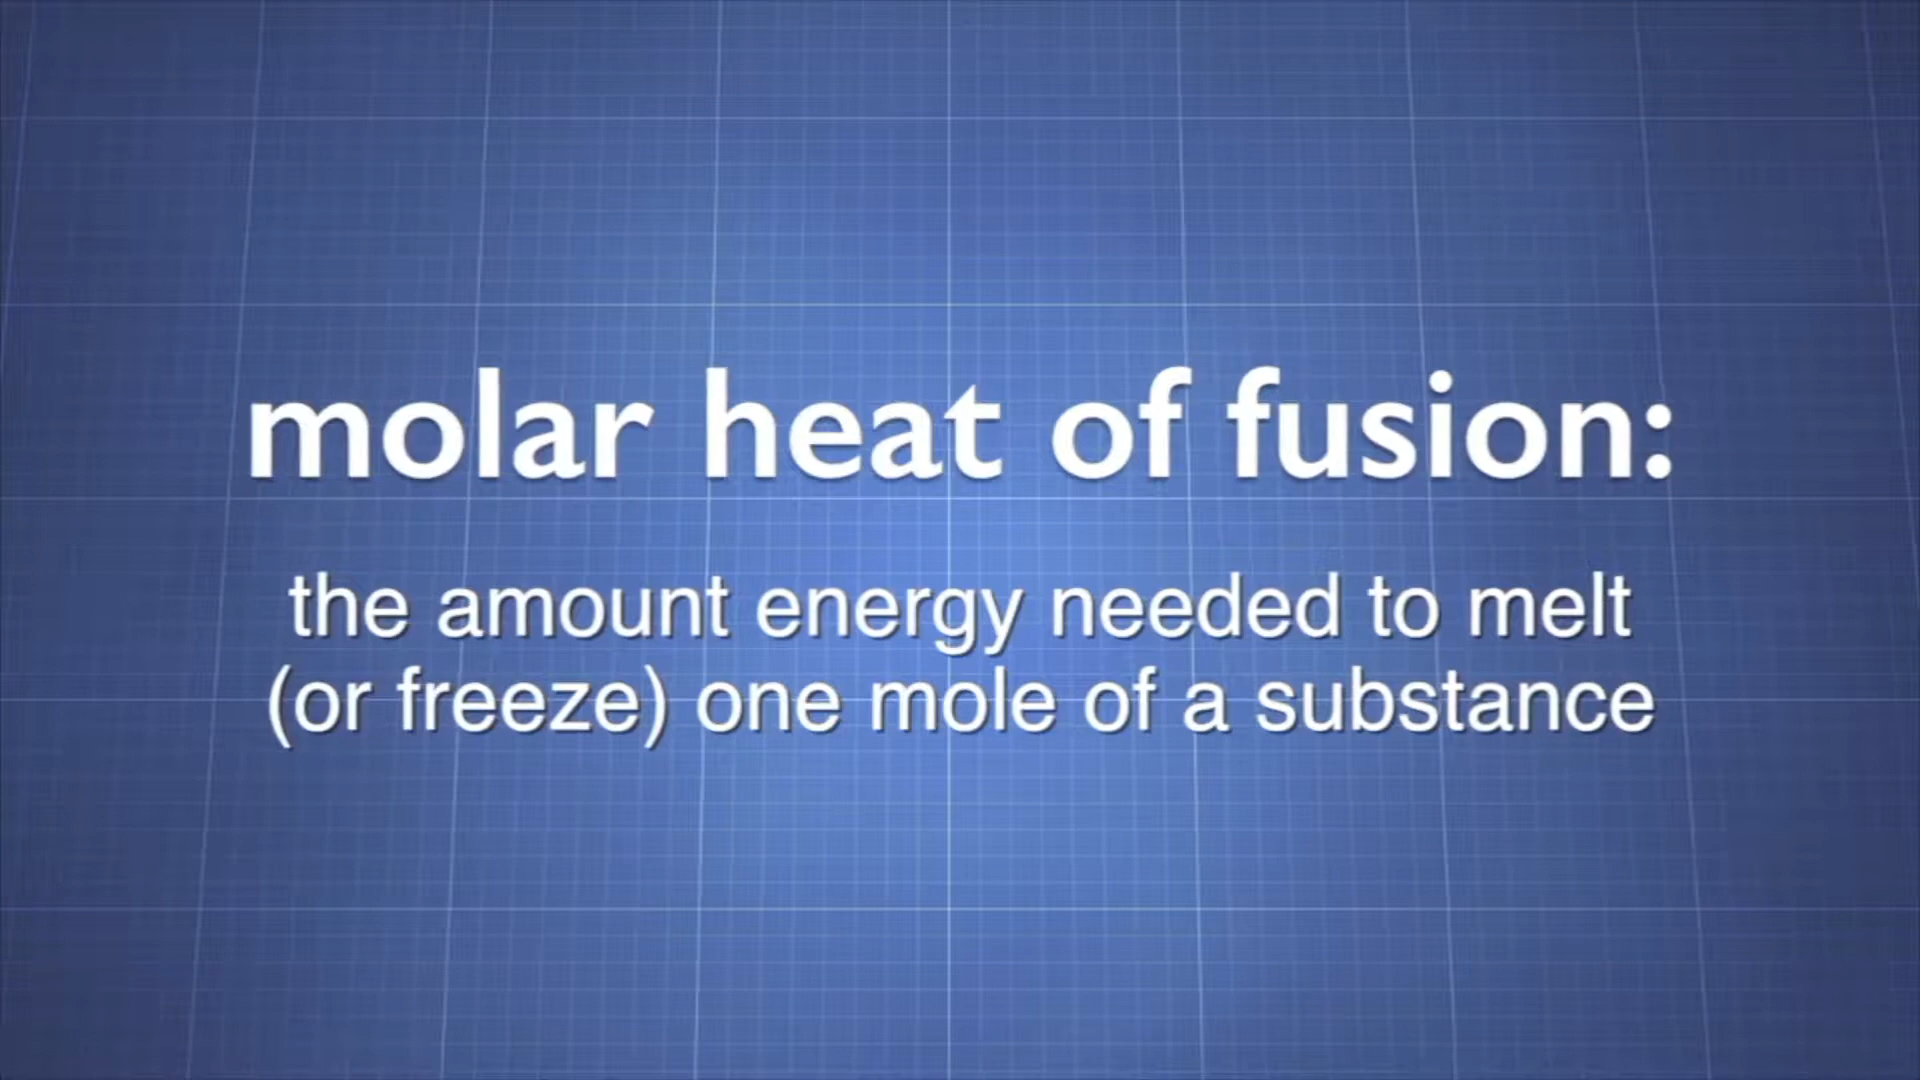 molar heat of fusion:
the amount energy needed to melt
(or freeze) one mole of a substance